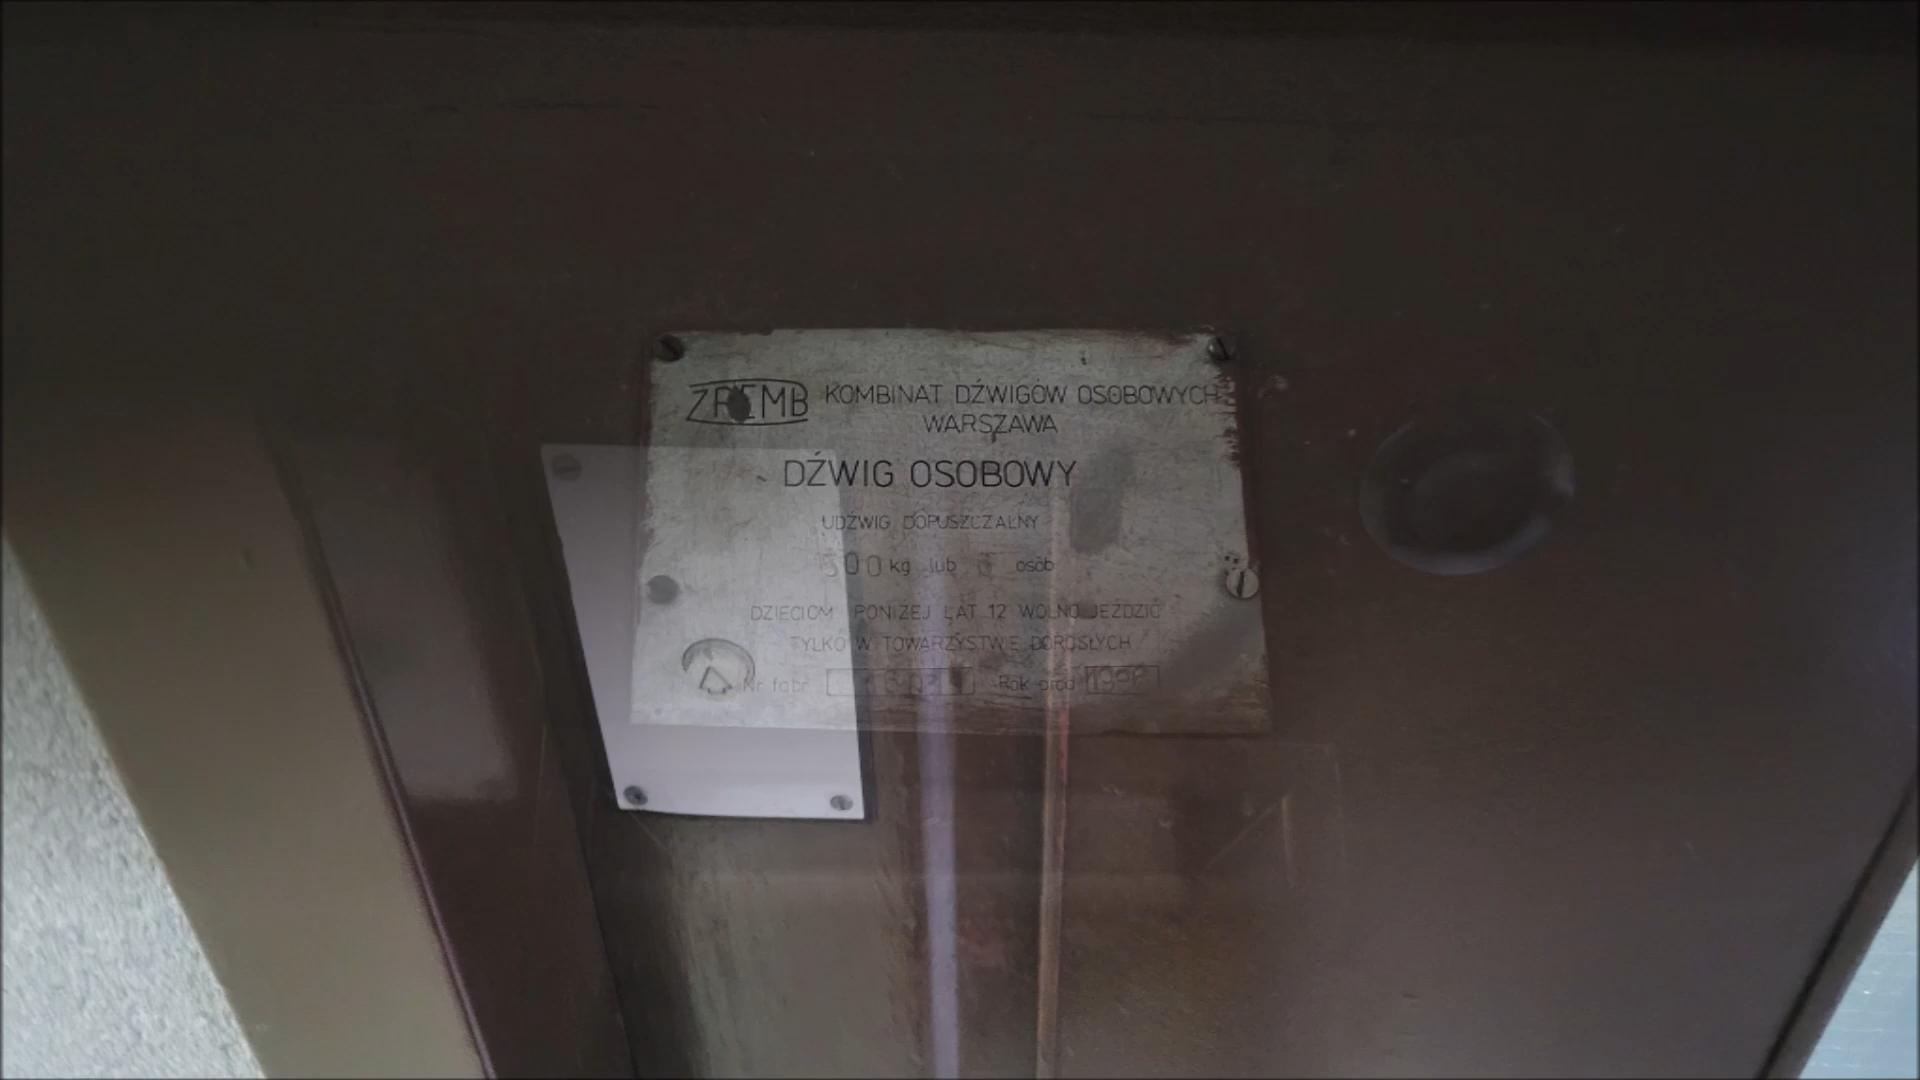 ZREMB KOMBINAT DŹWIGÓW OSOBOWYCH
WARSZAWA
DŹWIG OSOBOWY
UDŹWIG DOPUSZCZALNY
500 kg lub osób
DZIECIOM PONIŻEJ LAT 12 WOLNO JEŹDZIĆ
TYLKO W TOWARZYSTWIE DOROSŁYCH
Nr fabr Rok prod